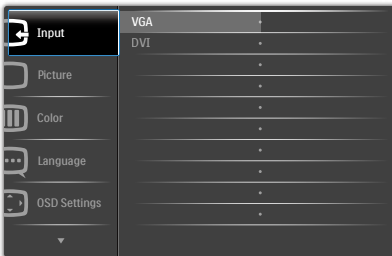 Input
VGA
DVI
Picture
Color
Language
OSD Settings